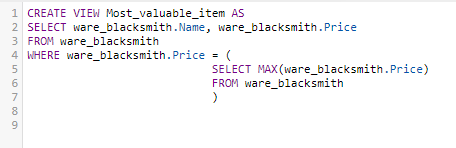 1 CREATE VIEW Most_valuable_item AS
2 SELECT ware_blacksmith.Name, ware_blacksmith.Price
3 FROM ware_blacksmith
4 WHERE ware_blacksmith.Price = (
5 SELECT MAX(ware_blacksmith.Price)
6 FROM ware_blacksmith
7 )
8
9